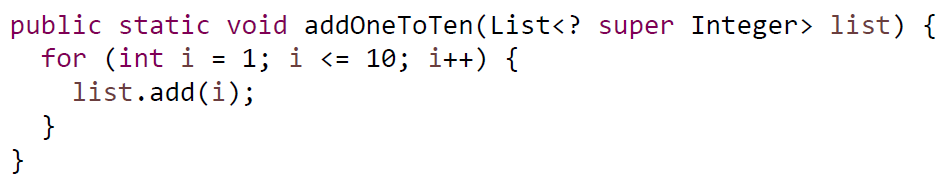 public static void addOneToTen(List<? super Integer> list) {
  for (int i = 1; i <= 10; i++) {
    list.add(i);
  }
}